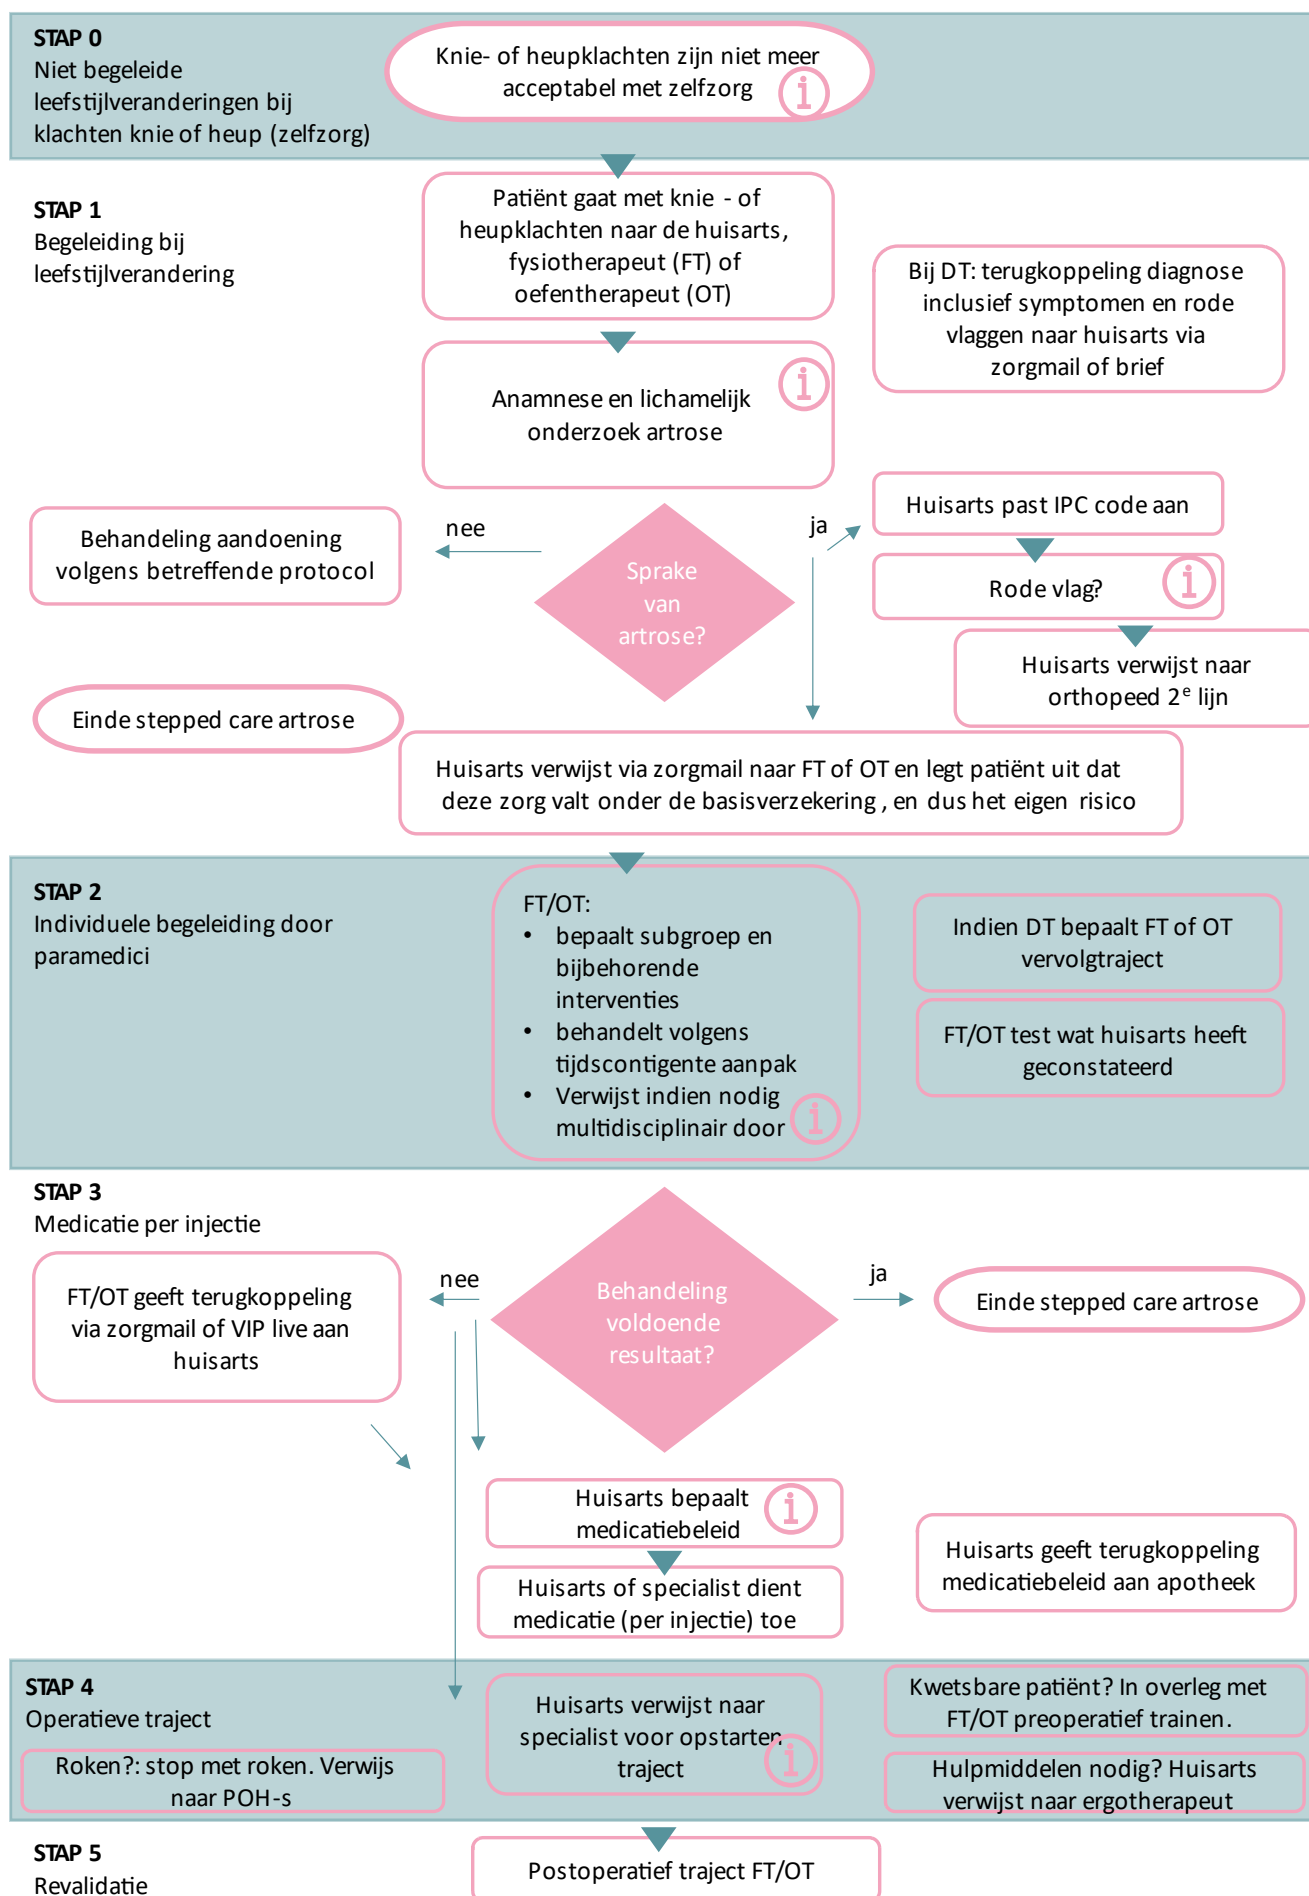 STAP 0
Niet begeleide
leefstijlveranderingen bij
klachten knie of heup (zelfzorg)
Knie- of heupklachten zijn niet meer
acceptabel met zelfzorg
i
STAP 1
Begeleiding bij
leefstijlverandering
Patiënt gaat met knie - of
heupklachten naar de huisarts,
fysiotherapeut (FT) of
oefentherapeut (OT)
Bij DT: terugkoppeling diagnose
inclusief symptomen en rode
vlaggen naar huisarts via
zorgmail of brief
Anamnese en lichamelijk
onderzoek artrose
i
Sprake
van
artrose?
nee
Behandeling aandoening
volgens betreffende protocol
Einde stepped care artrose
ja
Huisarts past IPC code aan
Rode vlag?
i
Huisarts verwijst naar
orthopeed 2e lijn
Huisarts verwijst via zorgmail naar FT of OT en legt patiënt uit dat
deze zorg valt onder de basisverzekering , en dus het eigen risico
STAP 2
Individuele begeleiding door
paramedici
FT/OT:
• bepaalt subgroep en
bijbehorende
interventies
• behandelt volgens
tijdscontigente aanpak
• Verwijst indien nodig
multidisciplinair door
i
Indien DT bepaalt FT of OT
vervolgtraject
FT/OT test wat huisarts heeft
geconstateerd
STAP 3
Medicatie per injectie
Behandeling
voldoende
resultaat?
nee
FT/OT geeft terugkoppeling
via zorgmail of VIP live aan
huisarts
ja
Einde stepped care artrose
Huisarts bepaalt
medicatiebeleid
i
Huisarts of specialist dient
medicatie (per injectie) toe
Huisarts geeft terugkoppeling
medicatiebeleid aan apotheek
STAP 4
Operatieve traject
Roken?: stop met roken. Verwijs
naar POH-s
Huisarts verwijst naar
specialist voor opstarten
traject
i
Kwetsbare patiënt? In overleg met
FT/OT preoperatief trainen.
Hulpmiddelen nodig? Huisarts
verwijst naar ergotherapeut
STAP 5
Revalidatie
Postoperatief traject FT/OT